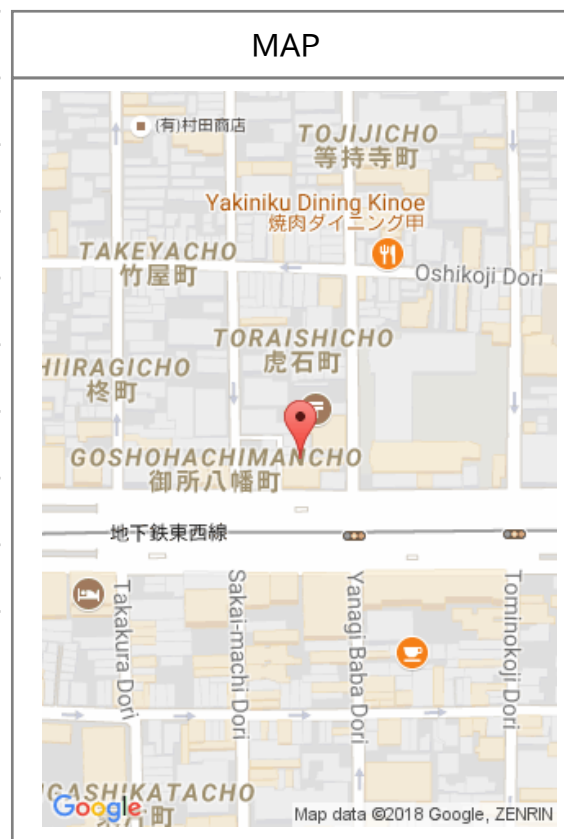 MAP
(有)村田商店
TOJIJICHO
等持寺町
Yakiniku Dining Kinoe
焼肉ダイニング甲
TAKEYACHO
竹屋町
Oshikoji Dori
TORAISHICHO
虎石町
HIIRAGICHO
柊町
GOSHOHACHIMANCHO
御所八幡町
地下鉄東西線
Takakura Dori
Sakai-machi Dori
Yanagi Baba Dori
Tominokoji Dori
GASHIKATACHO
片町
Google
Map data ©2018 Google, ZENRIN